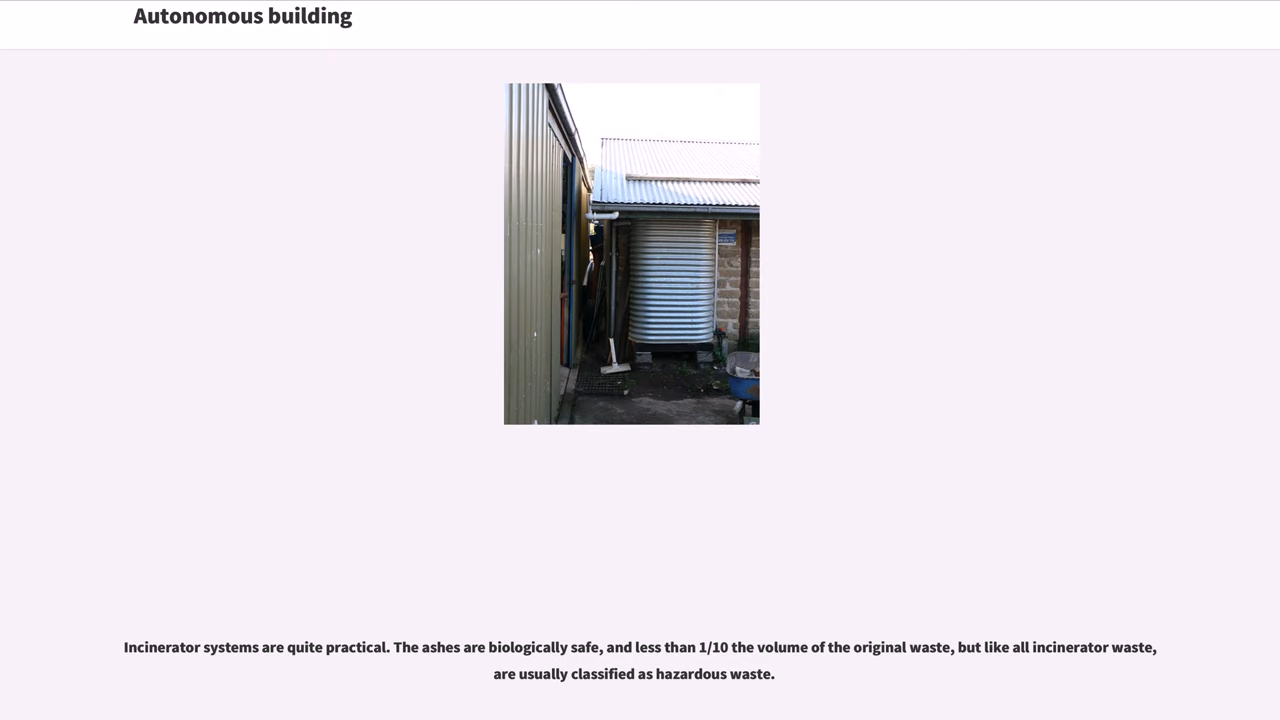 Autonomous building
Incinerator systems are quite practical. The ashes are biologically safe, and less than 1/10 the volume of the original waste, but like all incinerator waste,
are usually classified as hazardous waste.